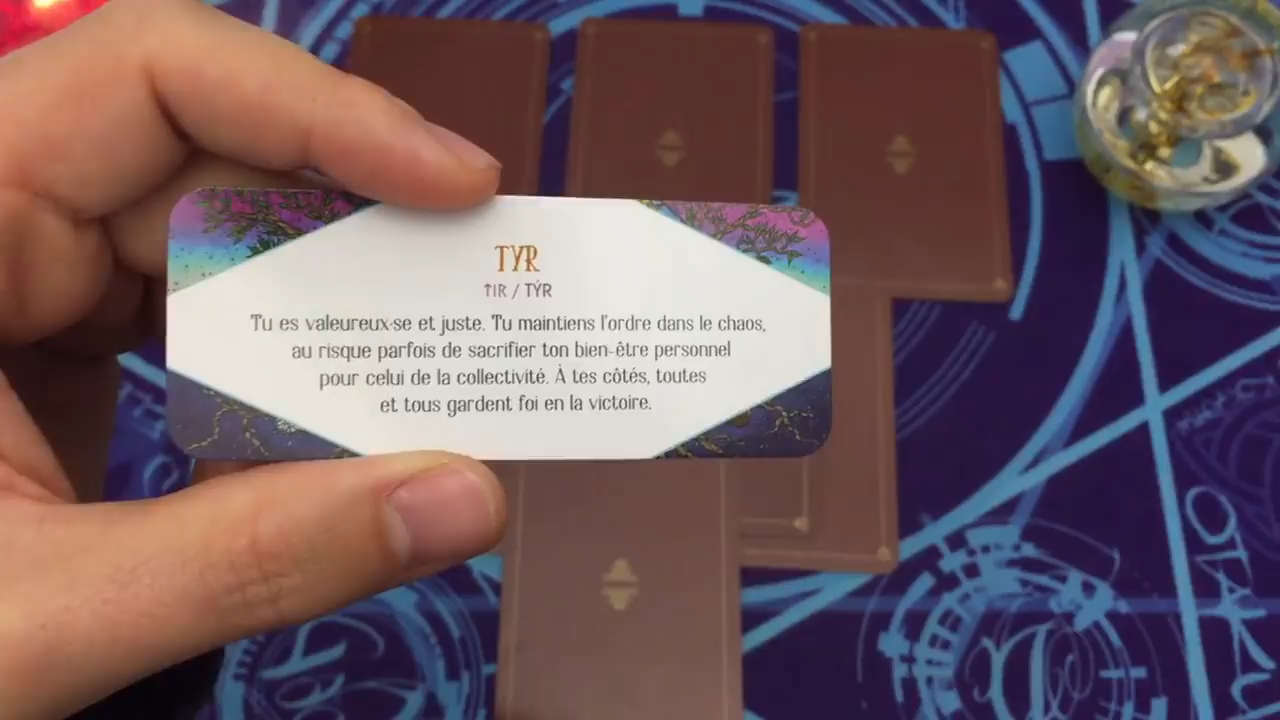 TYR
↑IR / TÝR
Tu es valeureux·se et juste. Tu maintiens l'ordre dans le chaos,
au risque parfois de sacrifier ton bien-être personnel
pour celui de la collectivité. À tes côtés, toutes
et tous gardent foi en la victoire.
OTAKU